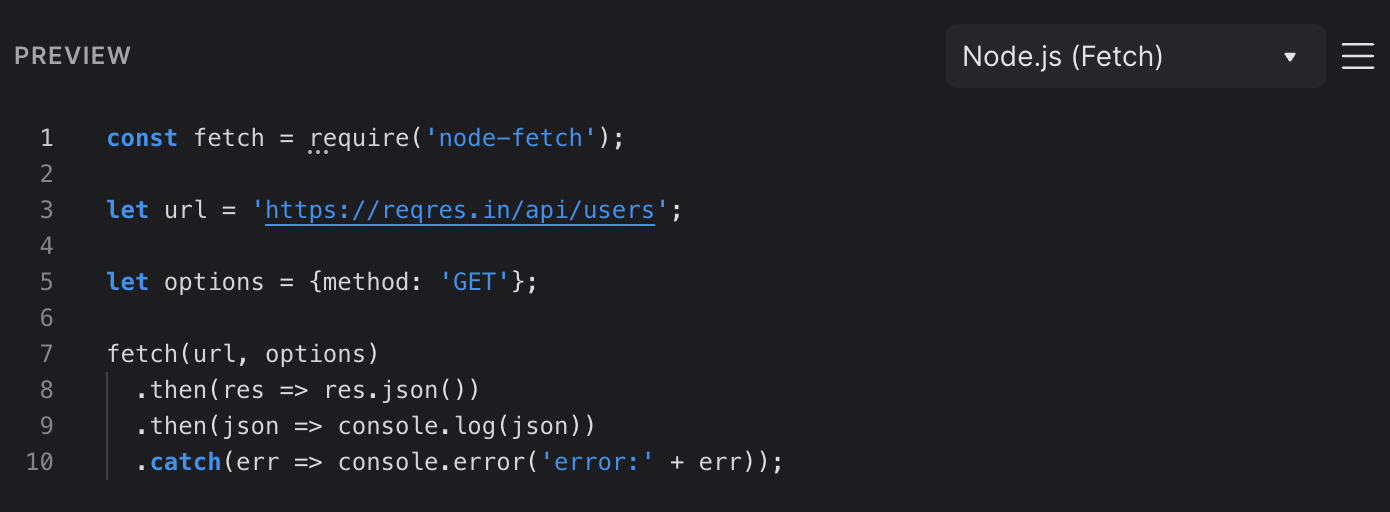 PREVIEW
Node.js (Fetch)
1 const fetch = require('node-fetch');
2
3 let url = 'https://reqres.in/api/users';
4
5 let options = {method: 'GET'};
6
7 fetch(url, options)
8   .then(res => res.json())
9   .then(json => console.log(json))
10   .catch(err => console.error('error:' + err));